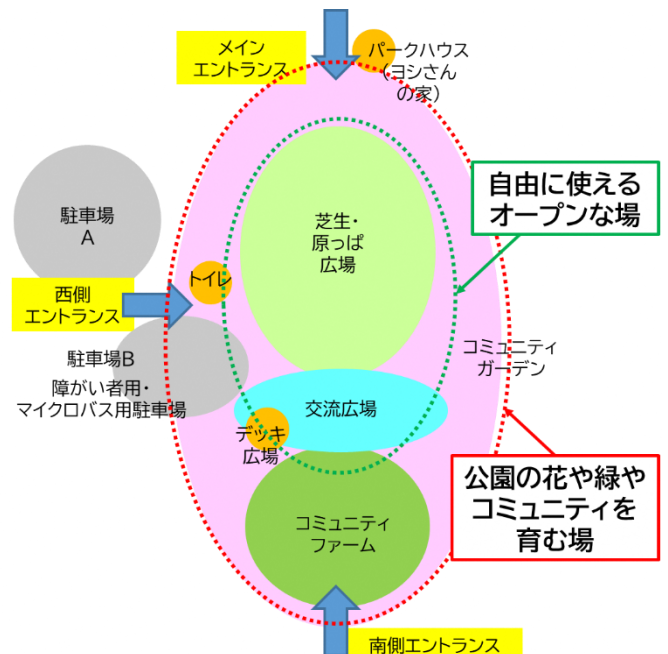 メイン
エントランス
パークハウス
（ヨシさん
の家）
自由に使える
オープンな場
駐車場
A
芝生・
原っぱ
広場
トイレ
西側
エントランス
コミュニティ
ガーデン
駐車場B
障がい者用・
マイクロバス用駐車場
交流広場
デッキ
広場
公園の花や緑や
コミュニティを
育む場
コミュニティ
ファーム
南側エントランス